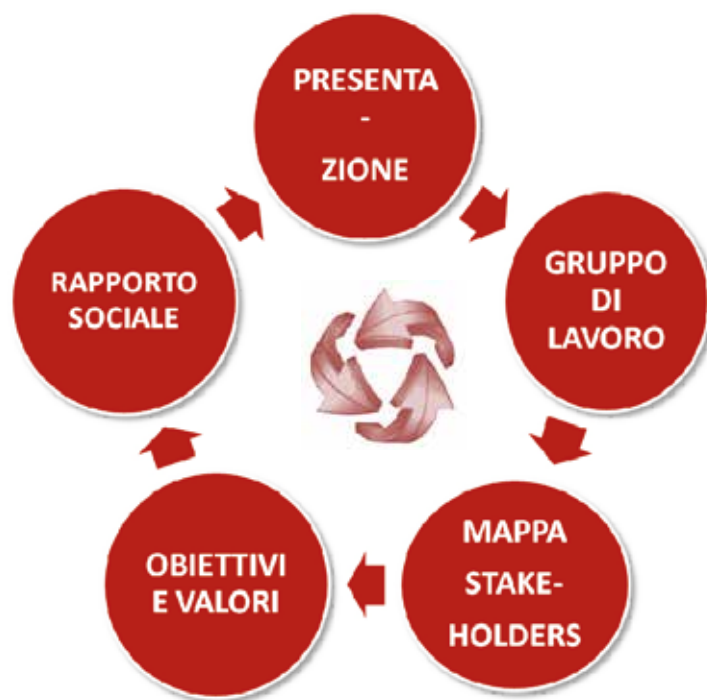 PRESENTA
-
ZIONE
GRUPPO
DI
LAVORO
MAPPA
STAKE-
HOLDERS
OBIETTIVI
E VALORI
RAPPORTO
SOCIALE